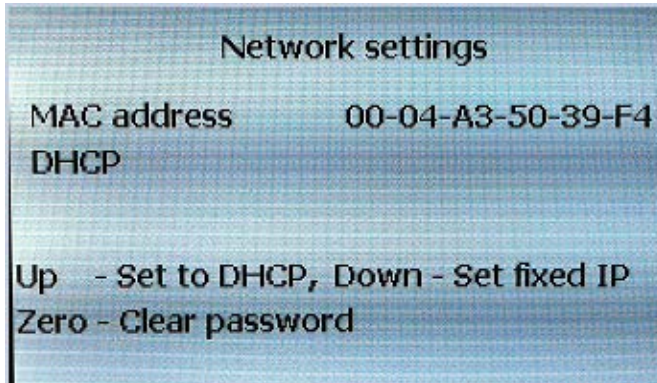 Network settings
MAC address 00-04-A3-50-39-F4
DHCP
Up - Set to DHCP, Down - Set fixed IP
Zero - Clear password